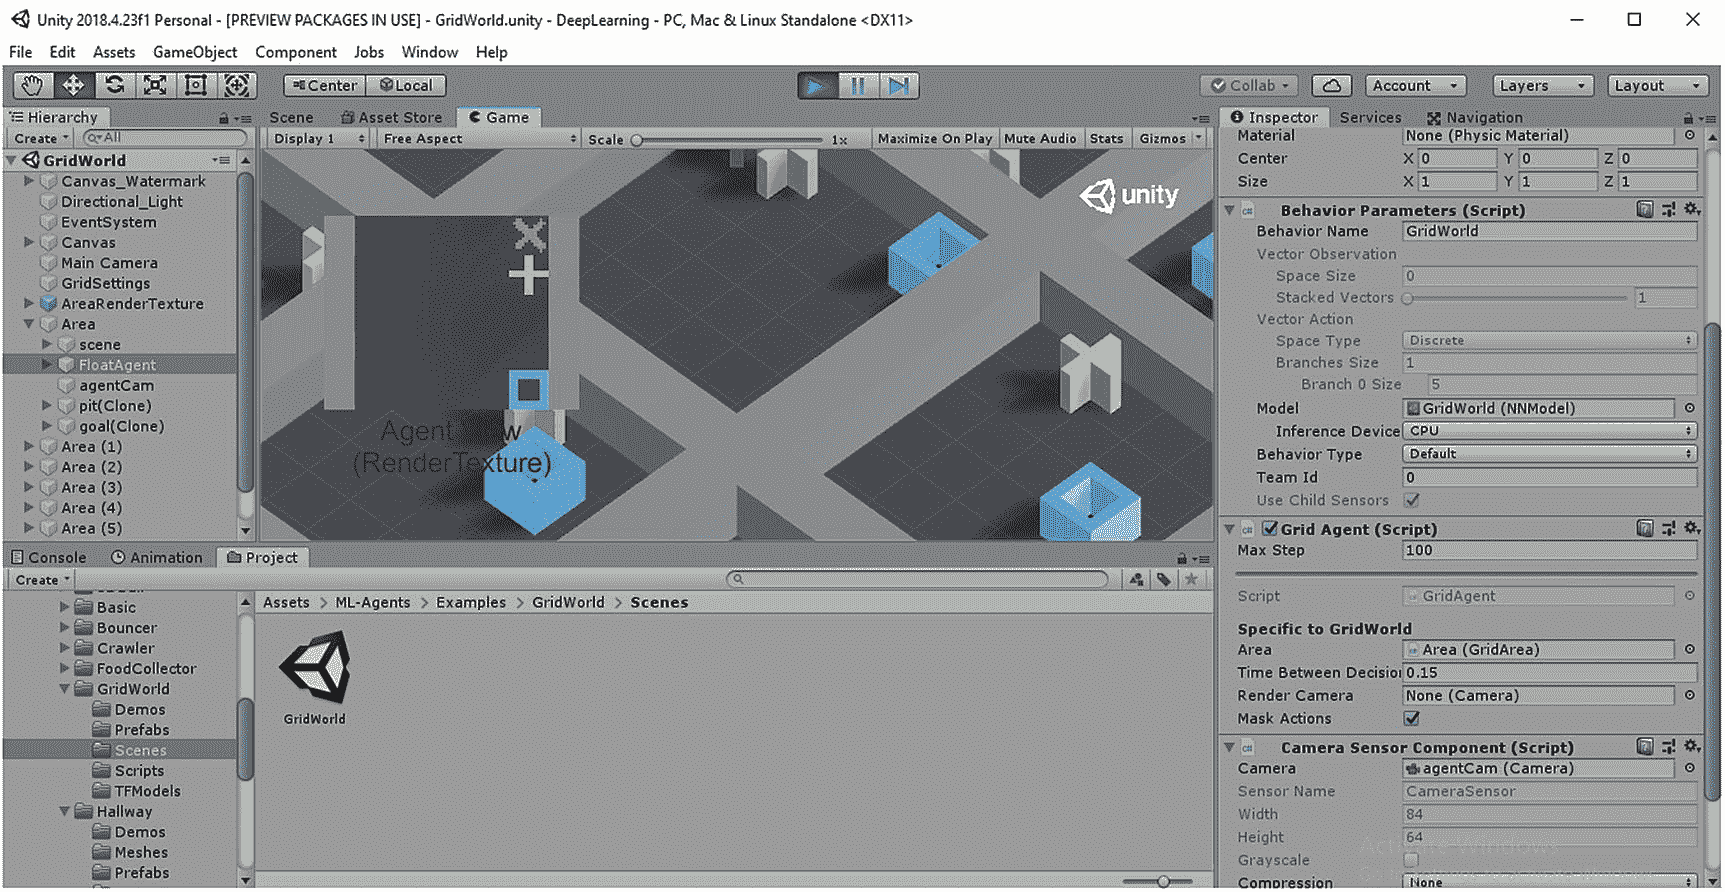 Unity 2018.4.23f1 Personal - [PREVIEW PACKAGES IN USE] - GridWorld.unity - DeepLearning - PC, Mac & Linux Standalone <DX11>
File Edit Assets GameObject Component Jobs Window Help
Center Local Collab Account Layers Layout
Hierarchy
Create All
GridWorld
Canvas_Watermark
Directional_Light
EventSystem
Canvas
Main Camera
GridSettings
AreaRenderTexture
Area
scene
FloatAgent
agentCam
pit(Clone)
goal(Clone)
Area (1)
Area (2)
Area (3)
Area (4)
Area (5)
Scene Asset Store Game
Display 1 Free Aspect Scale 1x Maximize On Play Mute Audio Stats Gizmos
unity
Agent
(RenderTexture)
Inspector Services Navigation
Material None (Physic Material)
Center X 0 Y 0 Z 0
Size X 1 Y 1 Z 1
Behavior Parameters (Script)
Behavior Name GridWorld
Vector Observation
Space Size 0
Stacked Vectors 1
Vector Action
Space Type Discrete
Branches Size 1
Branch 0 Size 5
Model GridWorld (NNModel)
Inference Device CPU
Behavior Type Default
Team Id 0
Use Child Sensors
Grid Agent (Script)
Max Step 100
Script GridAgent
Specific to GridWorld
Area Area (GridArea)
Time Between Decision 0.15
Render Camera None (Camera)
Mask Actions
Camera Sensor Component (Script)
Camera agentCam (Camera)
Sensor Name CameraSensor
Width 84
Height 64
Activate Windows
Grayscale
Compression None
Console Animation Project
Create
Basic
Bouncer
Crawler
FoodCollector
GridWorld
Demos
Prefabs
Scenes
Scripts
TFModels
Hallway
Demos
Meshes
Prefabs
Assets > ML-Agents > Examples > GridWorld > Scenes
GridWorld